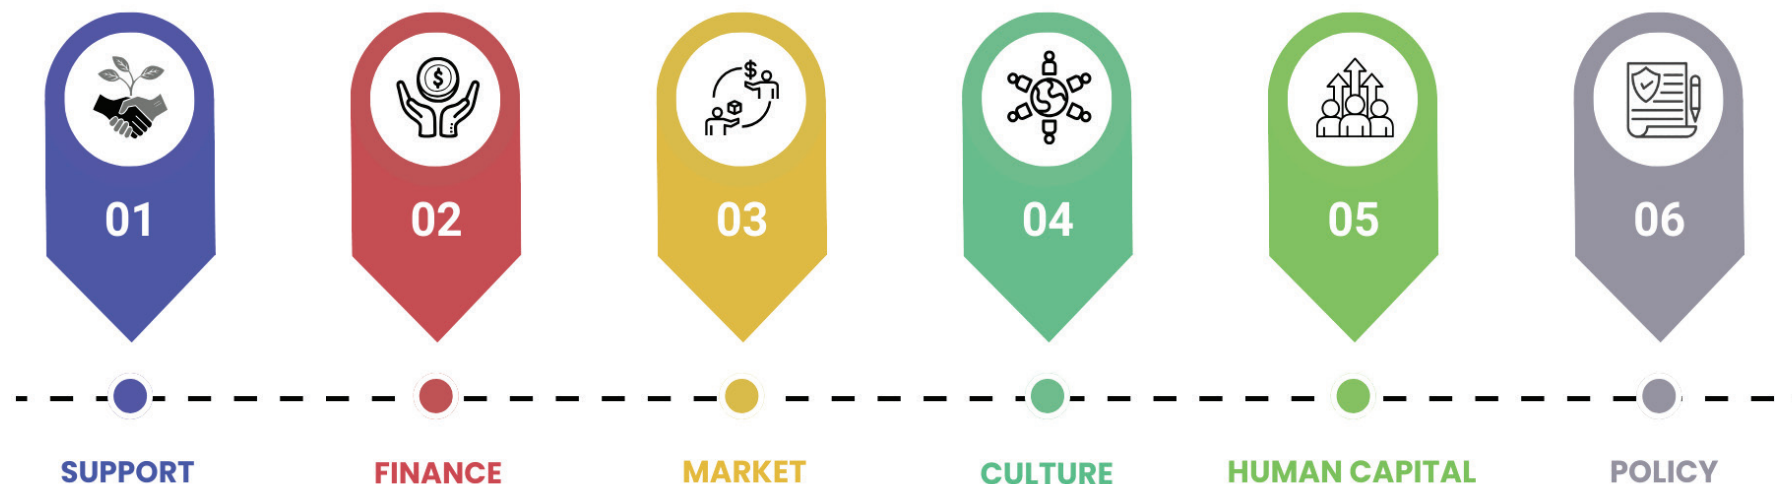 01
02
03
04
05
06
SUPPORT
FINANCE
MARKET
CULTURE
HUMAN CAPITAL
POLICY